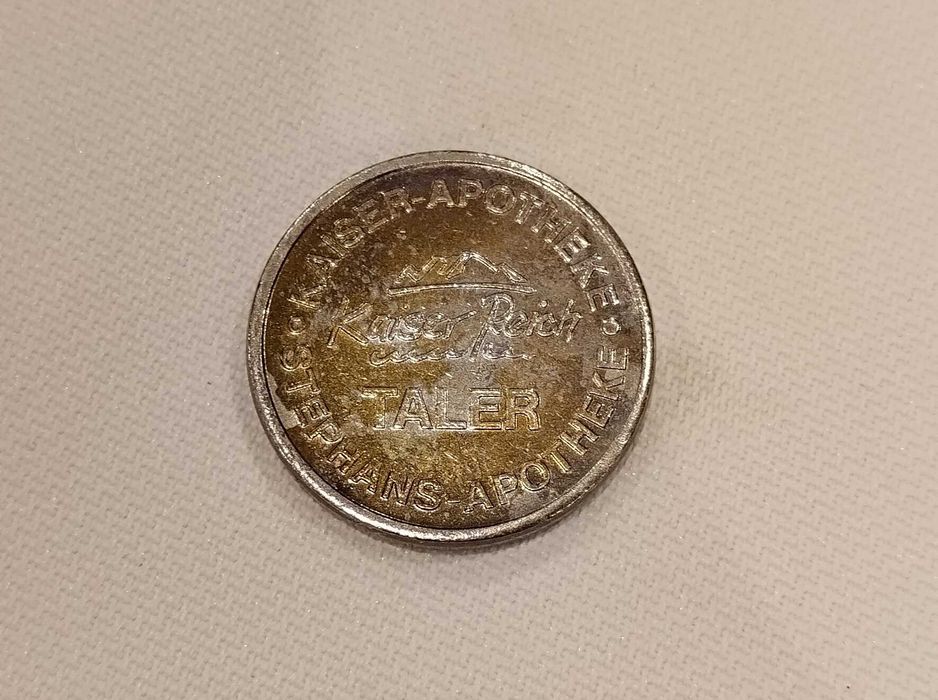 KAISER-APOTHEKE
Kaiser Reich
TALER
STEPHANS-APOTHEKE